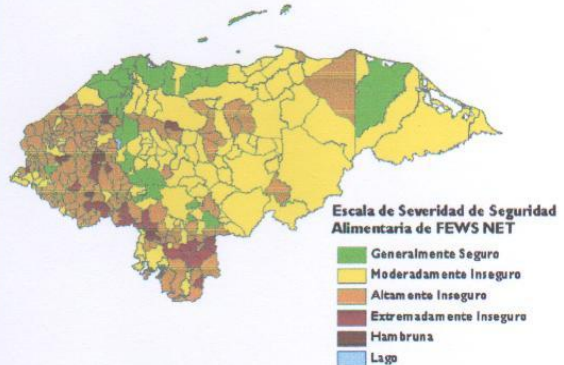 Escala de Severidad de Seguridad
Alimentaria de FEWS NET
Generalmente Seguro
Moderadamente Inseguro
Altamente Inseguro
Extremadamente Inseguro
Hambruna
Lago